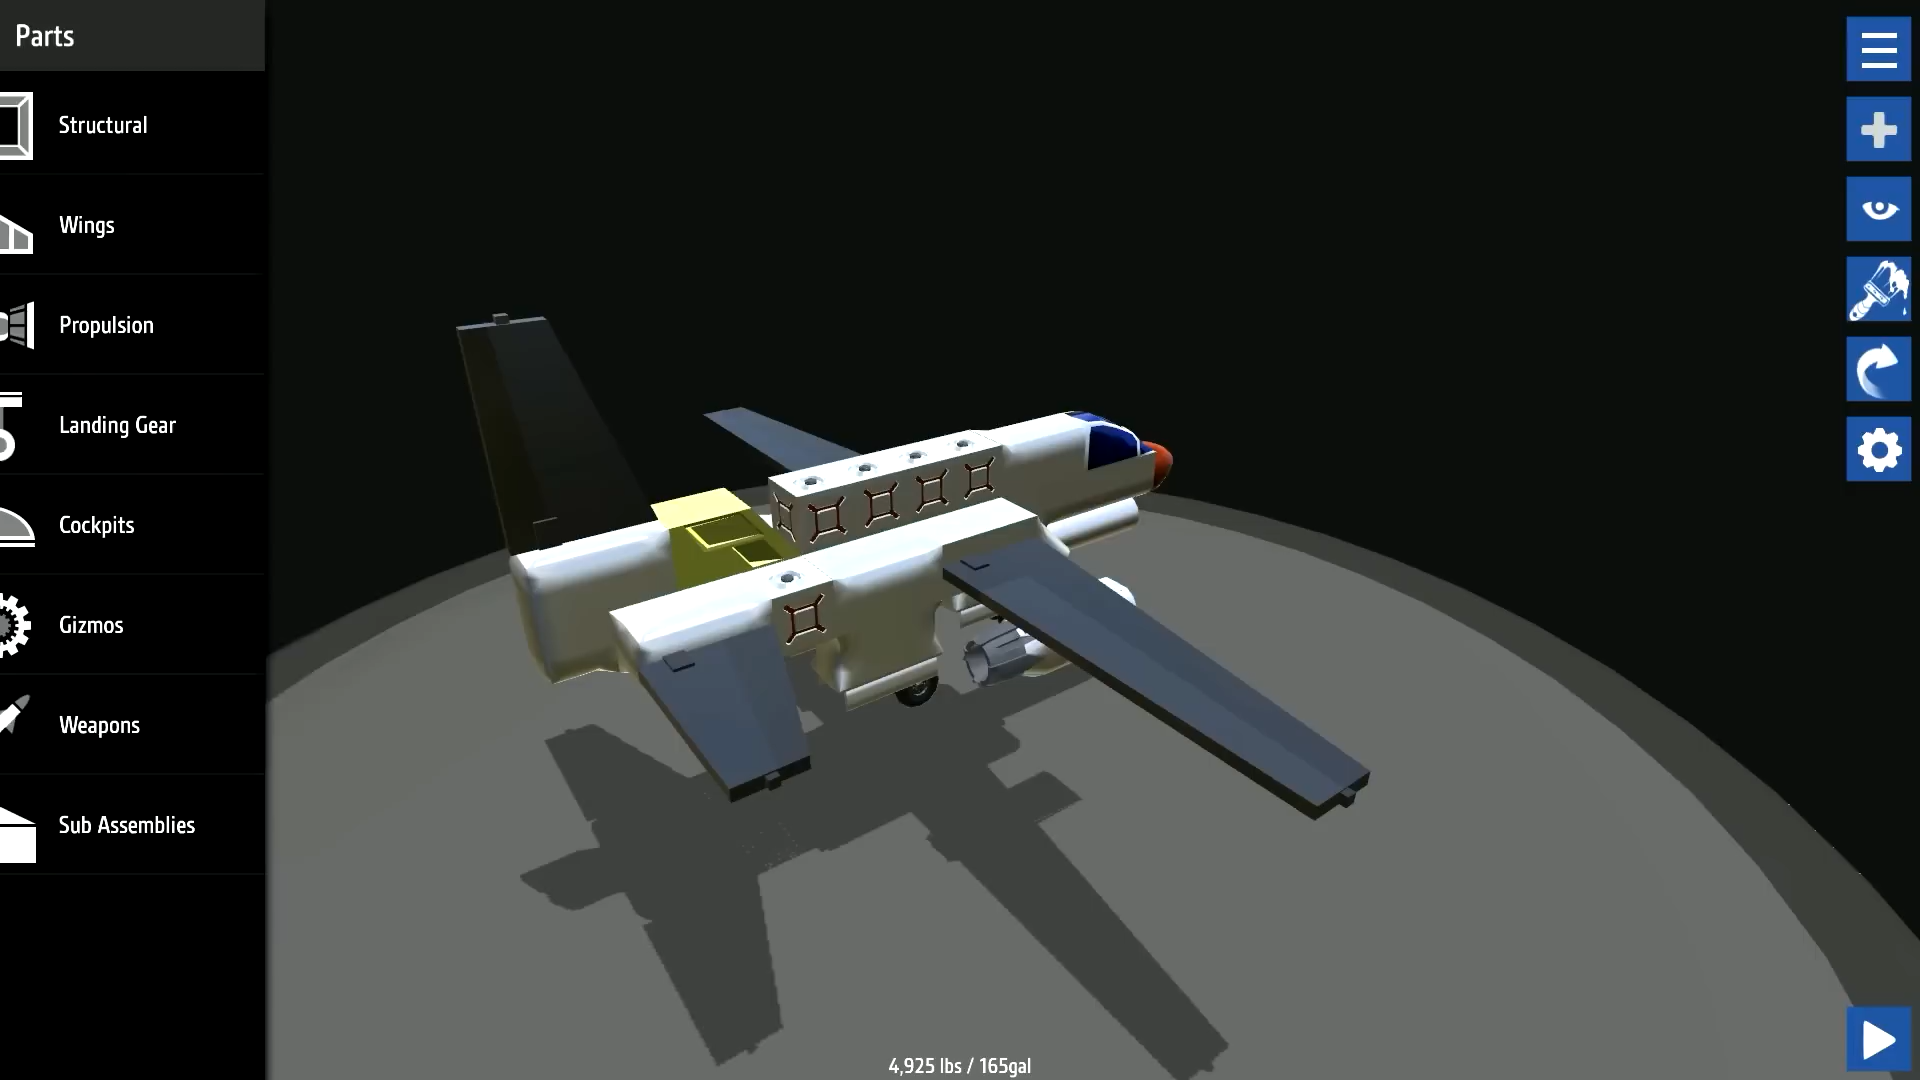 Parts
Structural
Wings
Propulsion
Landing Gear
Cockpits
Gizmos
Weapons
Sub Assemblies
4,925 lbs / 165gal